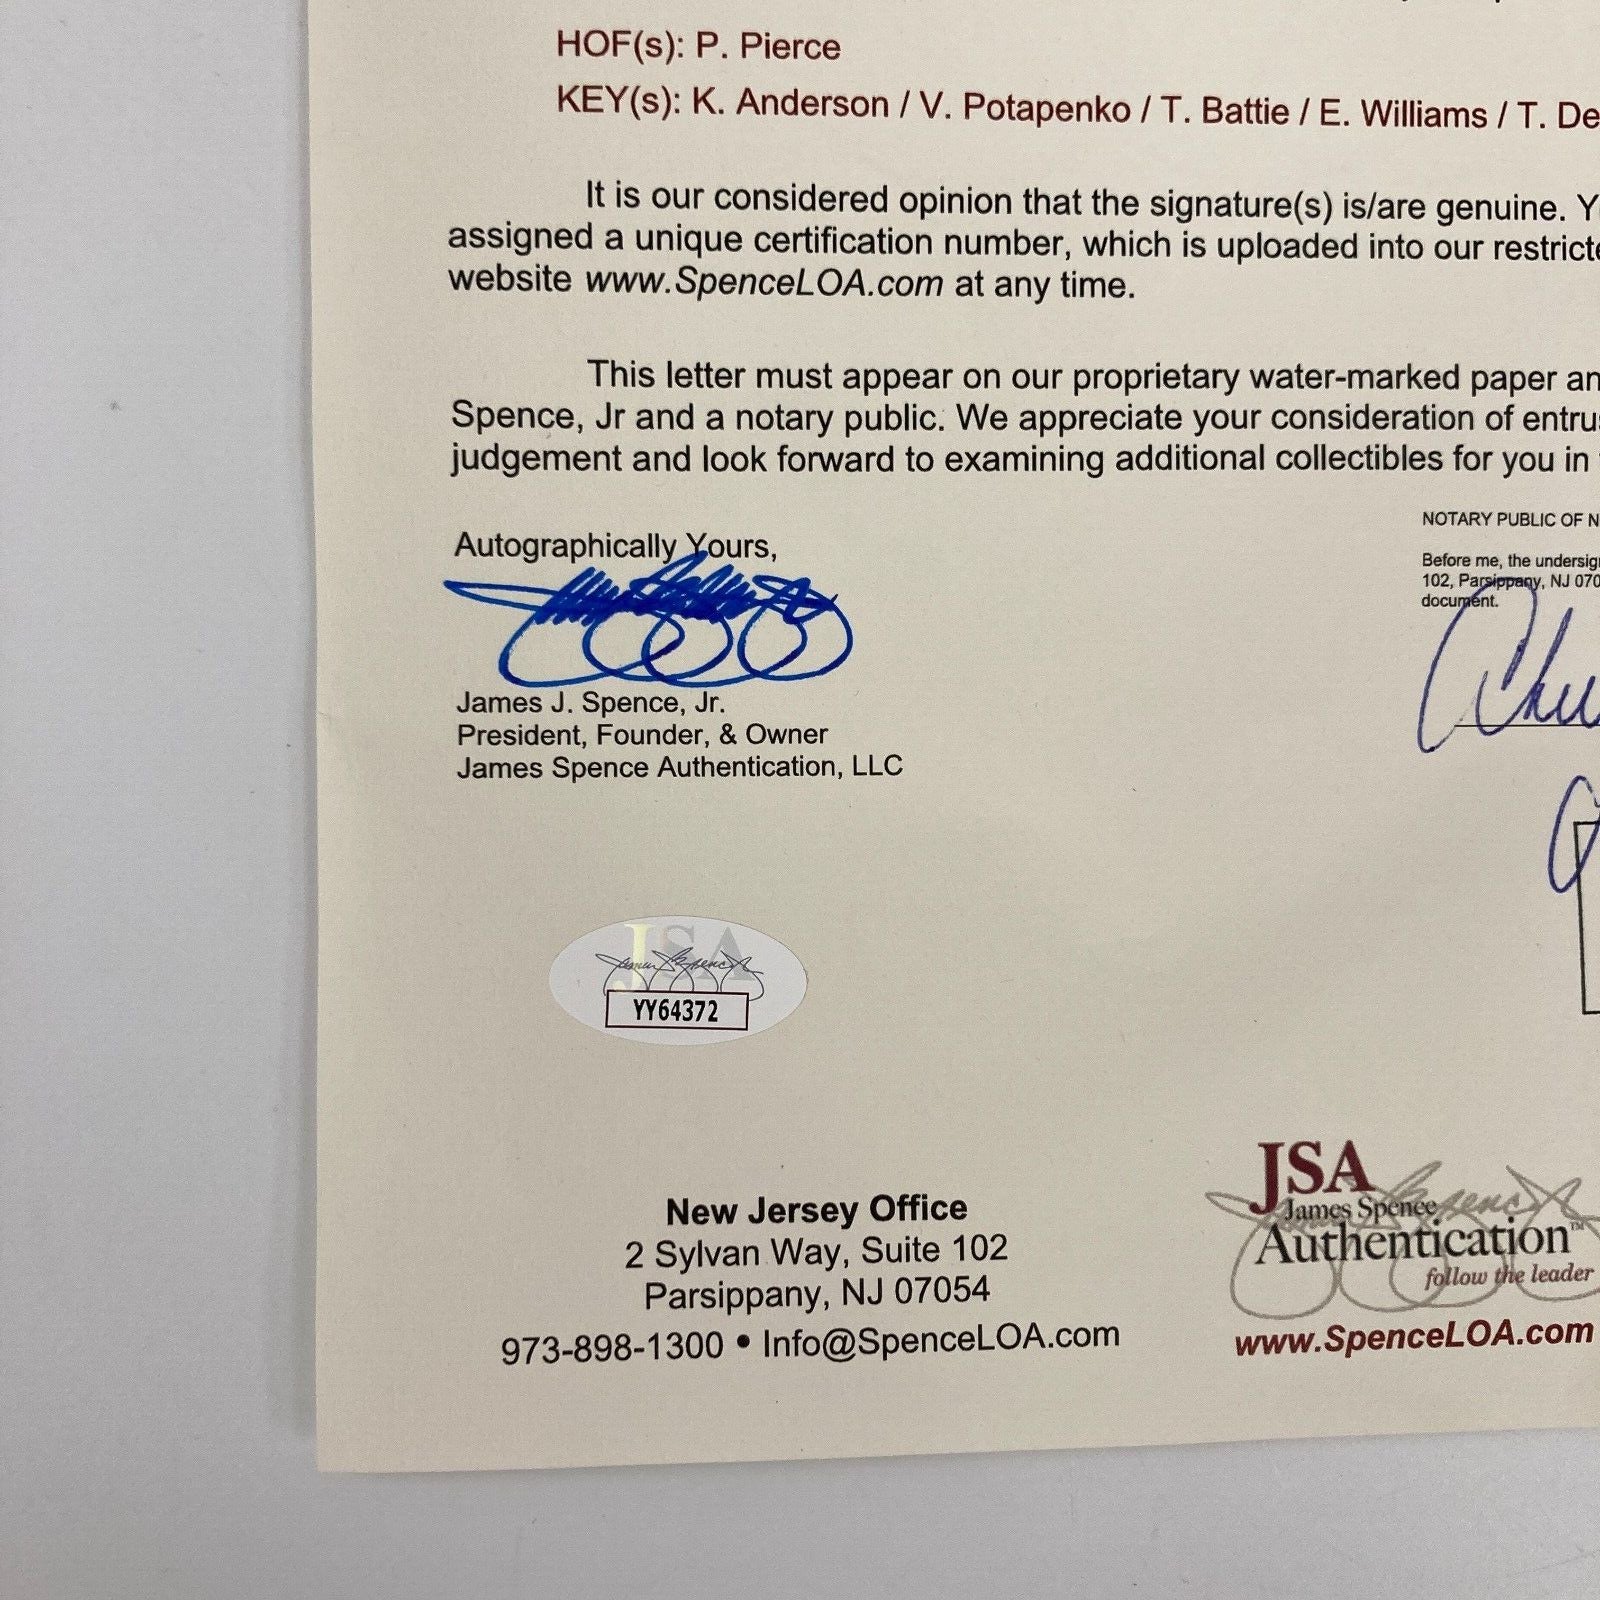 HOF(s): P. Pierce
KEY(s): K. Anderson / V. Potapenko / T. Battie / E. Williams / T. De
It is our considered opinion that the signature(s) is/are genuine. Y
assigned a unique certification number, which is uploaded into our restricte
website www.SpenceLOA.com at any time.
This letter must appear on our proprietary water-marked paper an
Spence, Jr and a notary public. We appreciate your consideration of entrus
judgement and look forward to examining additional collectibles for you in
NOTARY PUBLIC OF N
Before me, the undersig
102, Parsippany, NJ 070
document.
Autographically Yours,
James J. Spence, Jr.
President, Founder, & Owner
James Spence Authentication, LLC
JSA
YY64372
New Jersey Office
2 Sylvan Way, Suite 102
Parsippany, NJ 07054
973-898-1300 • Info@SpenceLOA.com
JSA
James Spence
Authentication™
follow the leader
www.SpenceLOA.com